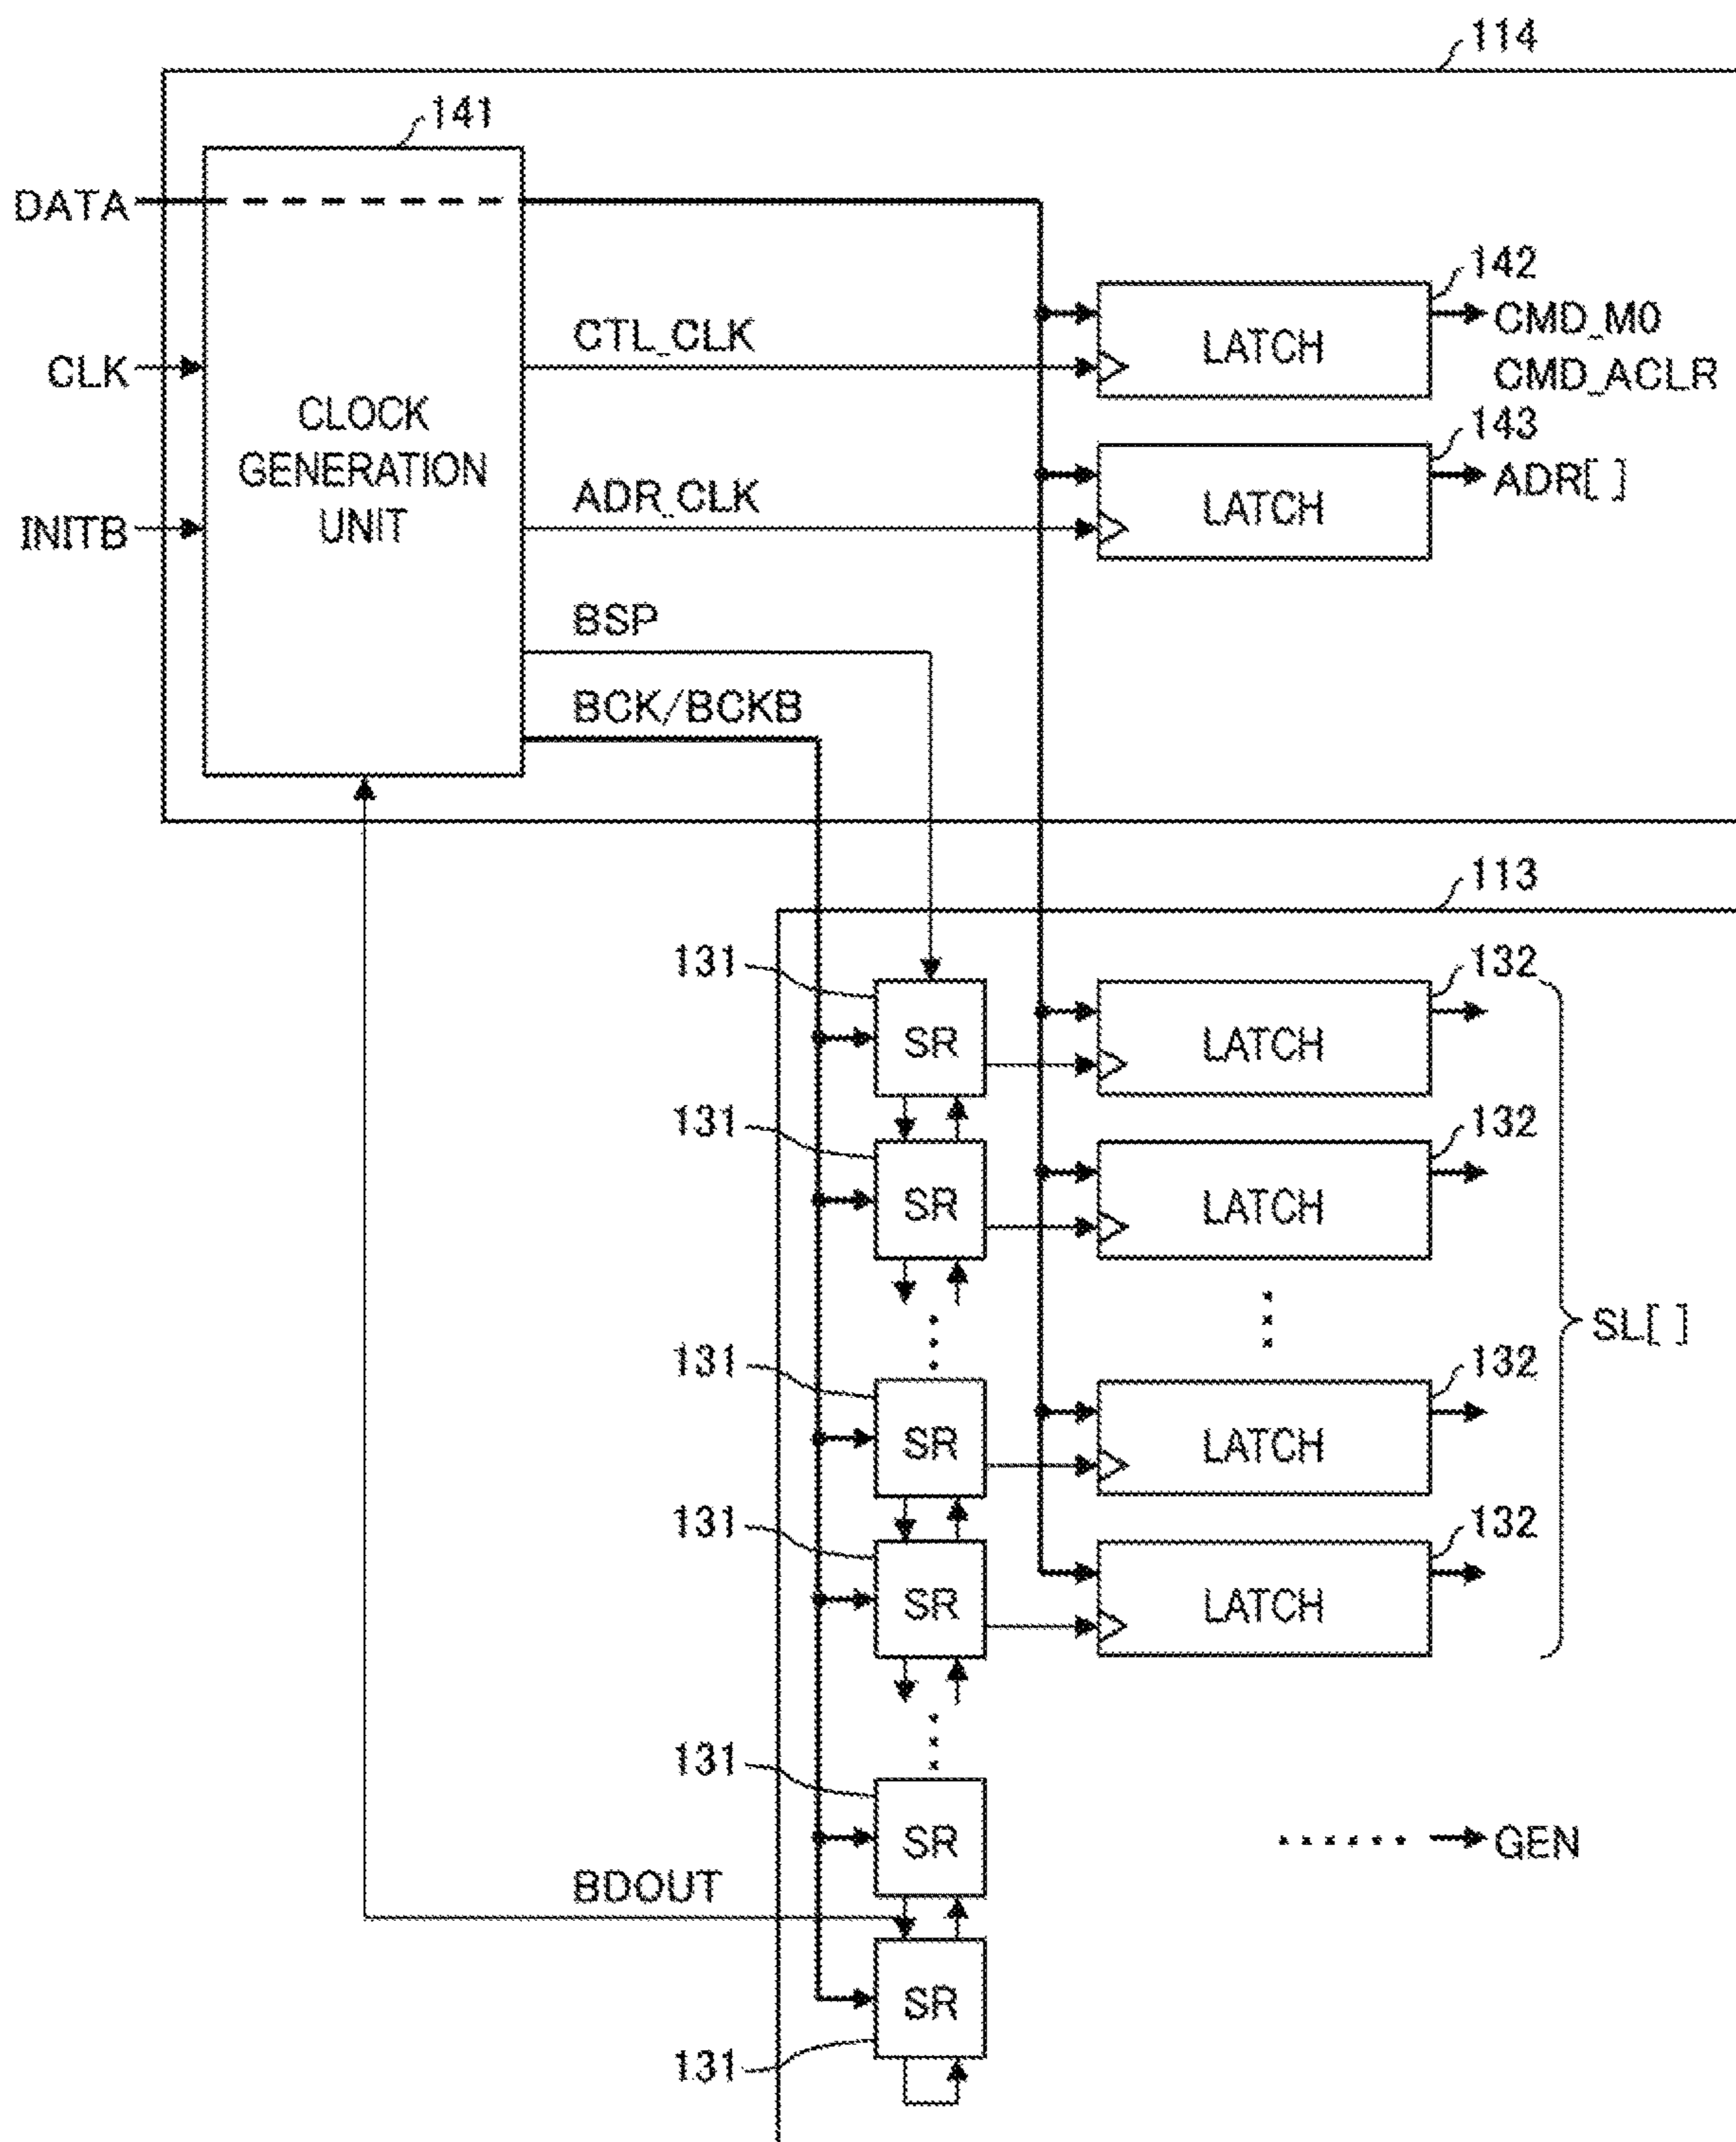 114
141
DATA
142
CMD_M0
CTL_CLK
LATCH
CLK
CMD_ACLR
CLOCK
GENERATION
UNIT
143
ADR[ ]
ADR_CLK
LATCH
INITB
BSP
BCK/BCKB
113
131
132
SR
LATCH
131
132
SR
LATCH
SL[ ]
131
132
SR
LATCH
131
132
SR
LATCH
131
SR
GEN
BDOUT
SR
131